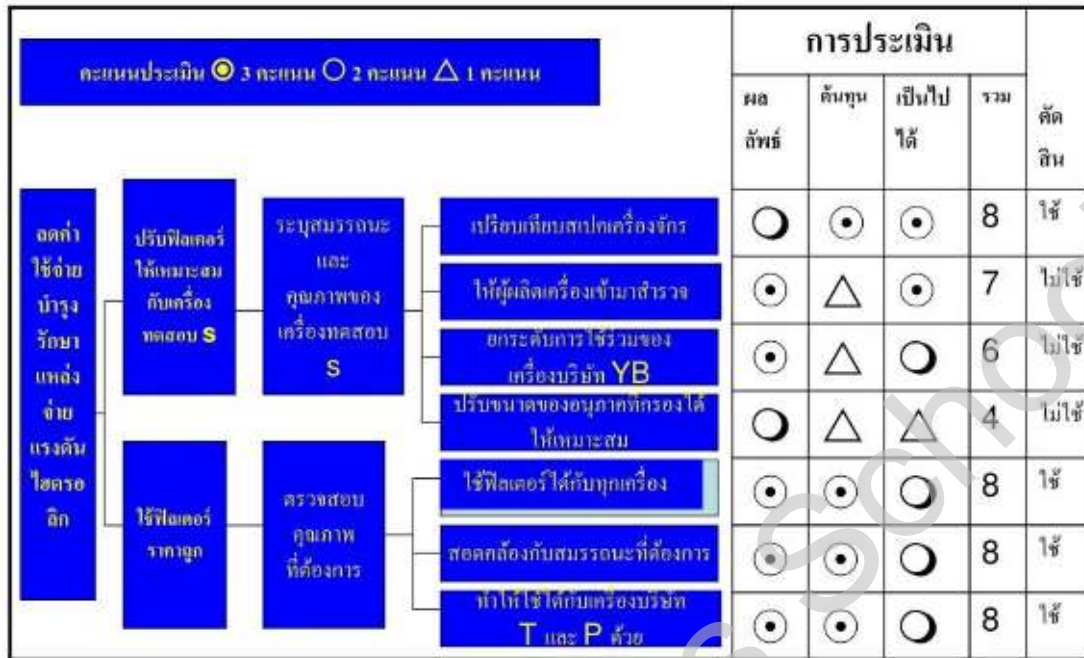 การประเมิน
คะแนนประเมิน 3 คะแนน 2 คะแนน 1 คะแนน
ผล
ลัพธ์
ต้นทุน
เป็นไป
ได้
รวม
ตัด
สิน
ลดค่า
ใช้จ่าย
บำรุง
รักษา
แหล่ง
จ่าย
แรงดัน
ไฮดรอ
ลิก
ปรับฟิลเตอร์
ให้เหมาะสม
กับเครื่อง
ทดสอบ S
ระบุสมรรถนะ
และ
คุณภาพของ
เครื่องทดสอบ
S
เปรียบเทียบสเปคเครื่องจักร
8
ใช้
ให้ผู้ผลิตเครื่องเข้ามาสำรวจ
7
ไม่ใช้
ยกระดับการใช้ร่วมของ
เครื่องบริษัท YB
6
ไม่ใช้
ปรับขนาดของอนุภาคที่กรองได้
ให้เหมาะสม
4
ไม่ใช้
ใช้ฟิลเตอร์
ราคาถูก
ตรวจสอบ
คุณภาพ
ที่ต้องการ
ใช้ฟิลเตอร์ได้กับทุกเครื่อง
8
ใช้
สอดคล้องกับสมรรถนะที่ต้องการ
8
ใช้
ทำให้ใช้ได้กับเครื่องบริษัท
T และ P ด้วย
8
ใช้